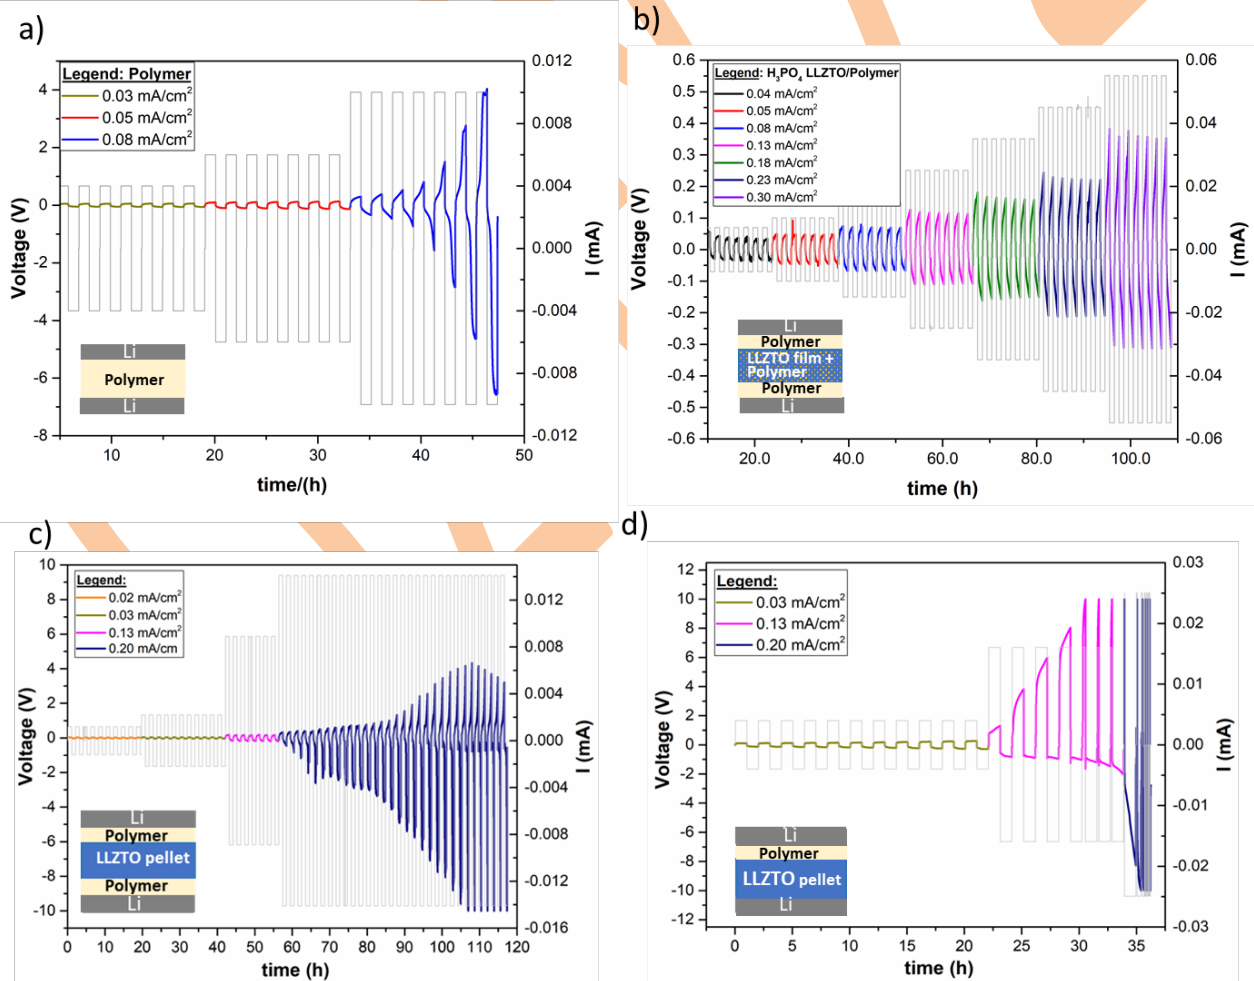 a)
Legend: Polymer
0.03 mA/cm²
0.05 mA/cm²
0.08 mA/cm²
4
2
0
-2
-4
-6
-8
Voltage (V)
0.012
0.008
0.004
0.000
-0.004
-0.008
-0.012
I (mA)
10
20
30
40
50
time/(h)
Li
Polymer
Li
b)
Legend: H₃PO₄ LLZTO/Polymer
0.04 mA/cm²
0.05 mA/cm²
0.08 mA/cm²
0.13 mA/cm²
0.18 mA/cm²
0.23 mA/cm²
0.30 mA/cm²
0.6
0.5
0.4
0.3
0.2
0.1
0.0
-0.1
-0.2
-0.3
-0.4
-0.5
-0.6
Voltage (V)
0.06
0.04
0.02
0.00
-0.02
-0.04
-0.06
I (mA)
20.0
40.0
60.0
80.0
100.0
time (h)
Li
Polymer
LLZTO film +
Polymer
Polymer
Li
c)
Legend:
0.02 mA/cm²
0.03 mA/cm²
0.13 mA/cm²
0.20 mA/cm
10
8
6
4
2
0
-2
-4
-6
-8
-10
Voltage (V)
0.012
0.008
0.004
0.000
-0.004
-0.008
-0.012
-0.016
I (mA)
0
10
20
30
40
50
60
70
80
90
100
110
120
time (h)
Li
Polymer
LLZTO pellet
Polymer
Li
d)
Legend:
0.03 mA/cm²
0.13 mA/cm²
0.20 mA/cm²
12
10
8
6
4
2
0
-2
-4
-6
-8
-10
-12
Voltage (V)
0.03
0.02
0.01
0.00
-0.01
-0.02
-0.03
I (mA)
0
5
10
15
20
25
30
35
time (h)
Li
Polymer
LLZTO pellet
Li